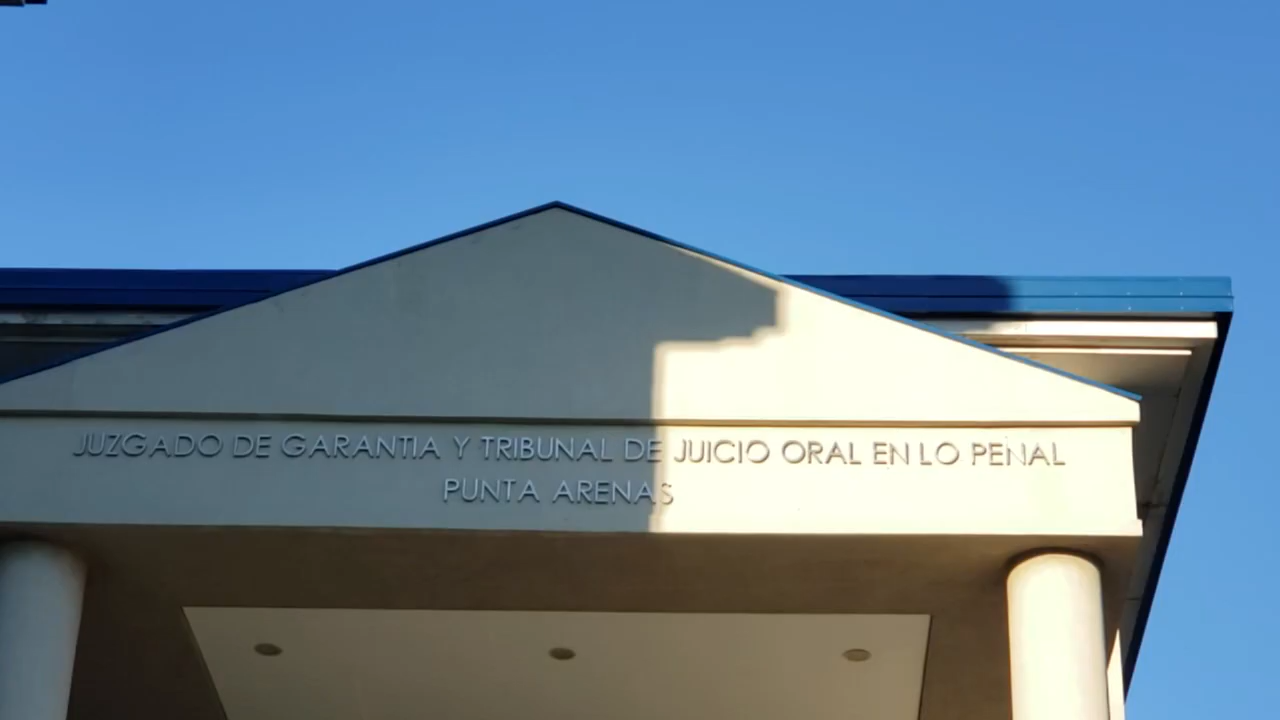 JUZGADO DE GARANTIA Y TRIBUNAL DE JUICIO ORAL EN LO PENAL
PUNTA ARENAS